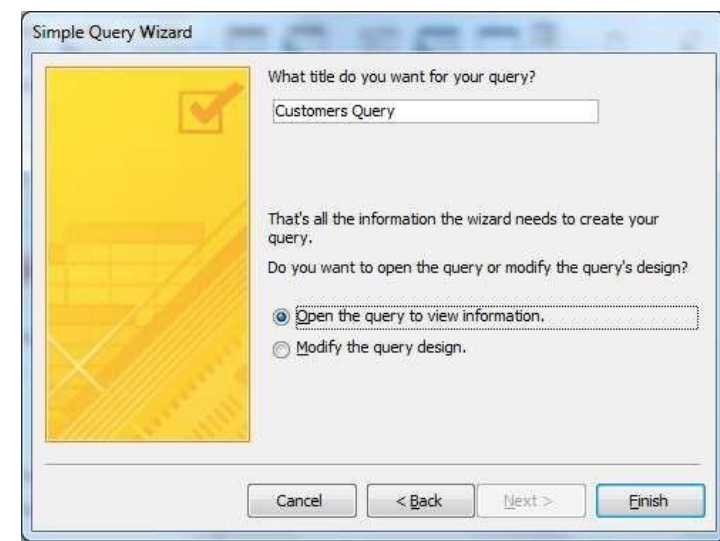 Simple Query Wizard
What title do you want for your query?
Customers Query
That's all the information the wizard needs to create your
query.
Do you want to open the query or modify the query's design?
Open the query to view information.
Modify the query design.
Cancel
< Back
Next >
Finish